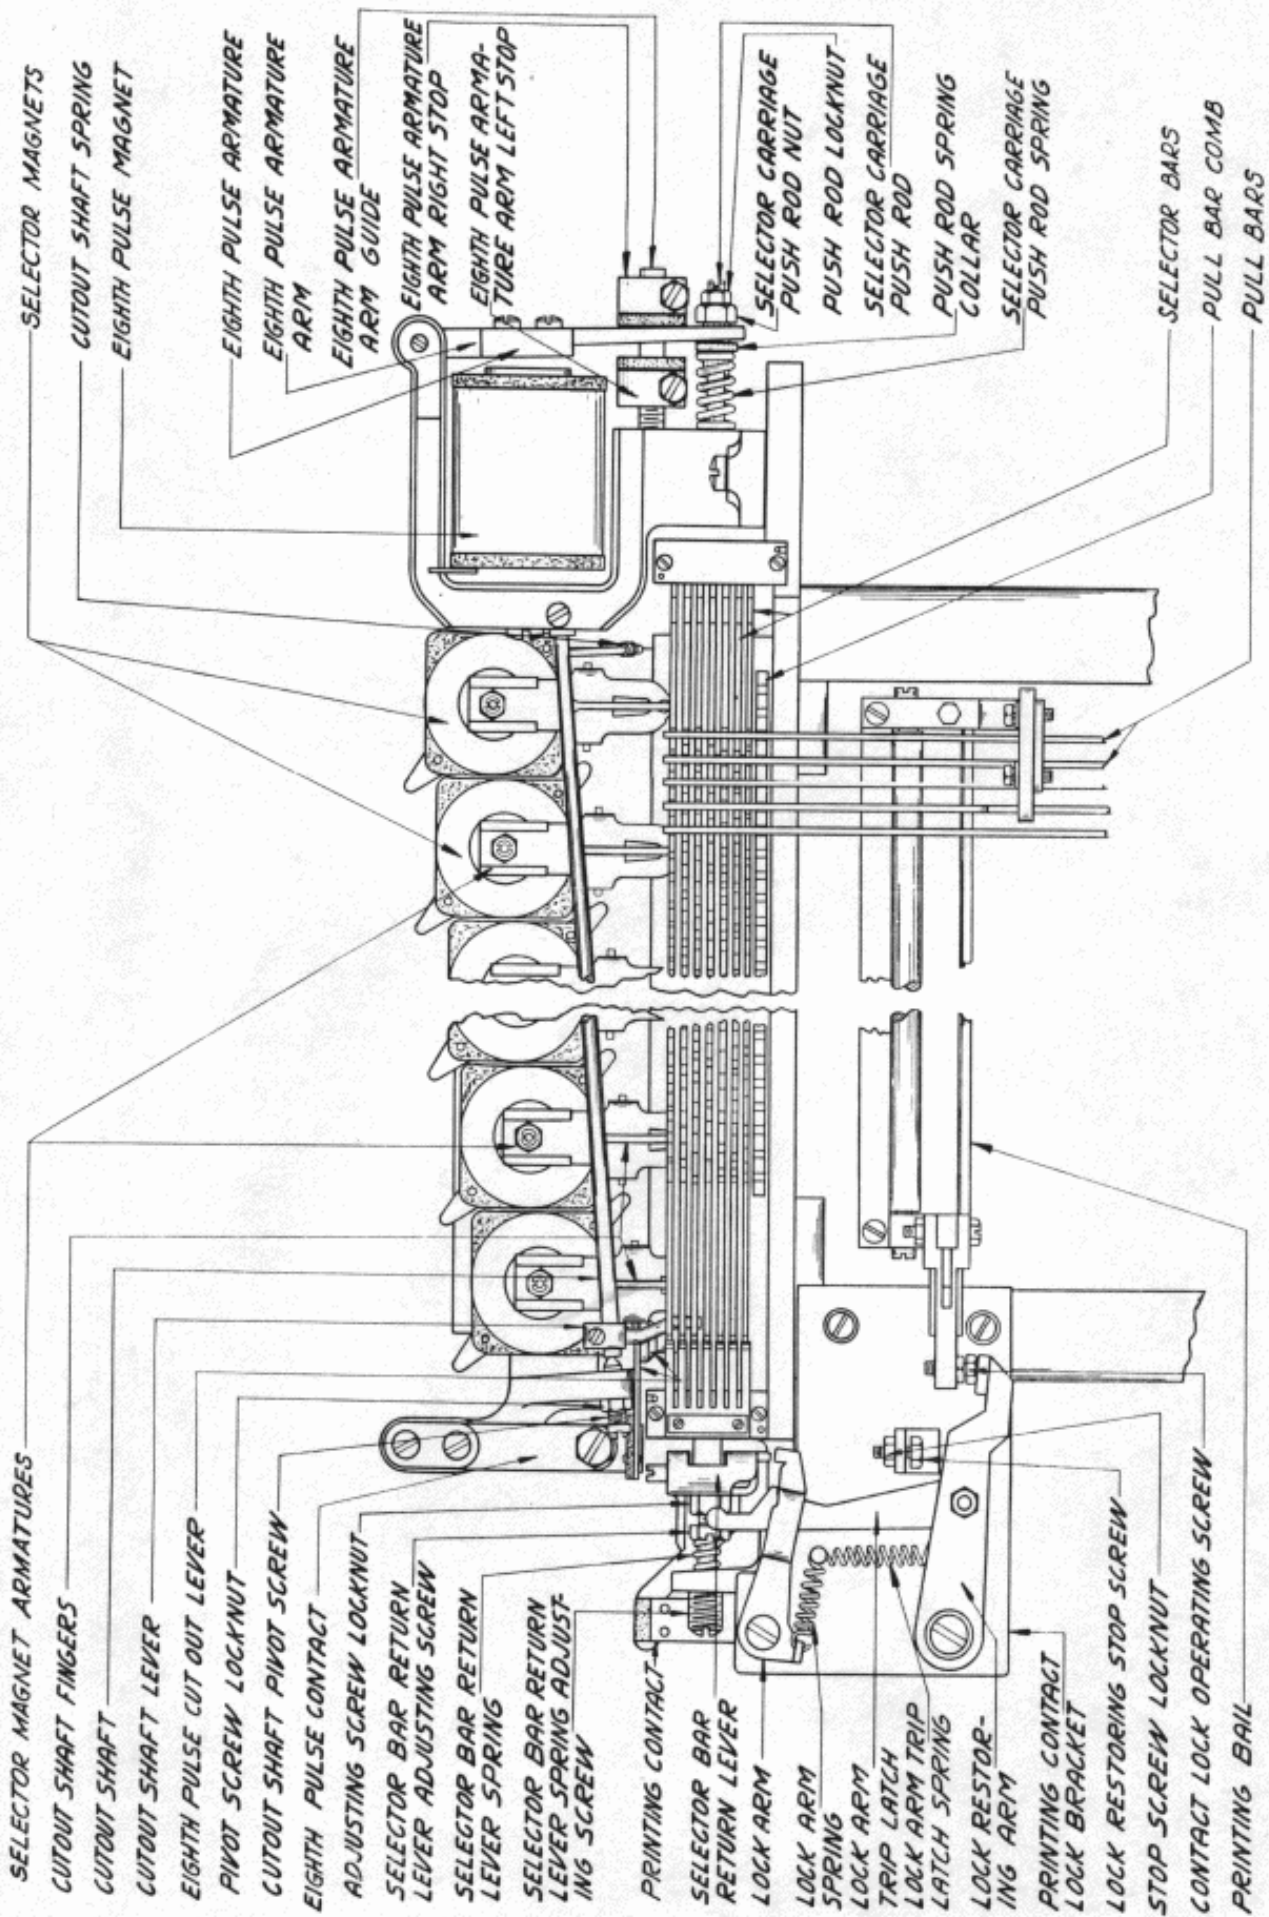 SELECTOR MAGNET ARMATURES
CUTOUT SHAFT FINGERS
CUTOUT SHAFT
CUTOUT SHAFT LEVER
EIGHTH PULSE CUT OUT LEVER
PIVOT SCREW LOCKNUT
CUTOUT SHAFT PIVOT SCREW
EIGHTH PULSE CONTACT
ADJUSTING SCREW LOCKNUT
SELECTOR BAR RETURN
LEVER ADJUSTING SCREW
SELECTOR BAR RETURN
LEVER SPRING
SELECTOR BAR RETURN
LEVER SPRING ADJUST-
ING SCREW
PRINTING CONTACT
SELECTOR BAR
RETURN LEVER
LOCK ARM
LOCK ARM
SPRING
LOCK ARM
TRIP LATCH
LOCK ARM TRIP
LATCH SPRING
LOCK RESTOR-
ING ARM
PRINTING CONTACT
LOCK BRACKET
LOCK RESTORING STOP SCREW
STOP SCREW LOCKNUT
CONTACT LOCK OPERATING SCREW
PRINTING BAIL
SELECTOR MAGNETS
CUTOUT SHAFT SPRING
EIGHTH PULSE MAGNET
EIGHTH PULSE ARMATURE
EIGHTH PULSE ARMATURE
ARM
EIGHTH PULSE ARMATURE
ARM GUIDE
EIGHTH PULSE ARMATURE
ARM RIGHT STOP
EIGHTH PULSE ARMA-
TURE ARM LEFT STOP
SELECTOR CARRIAGE
PUSH ROD NUT
PUSH ROD LOCKNUT
SELECTOR CARRIAGE
PUSH ROD
PUSH ROD SPRING
COLLAR
SELECTOR CARRIAGE
PUSH ROD SPRING
SELECTOR BARS
PULL BAR COMB
PULL BARS